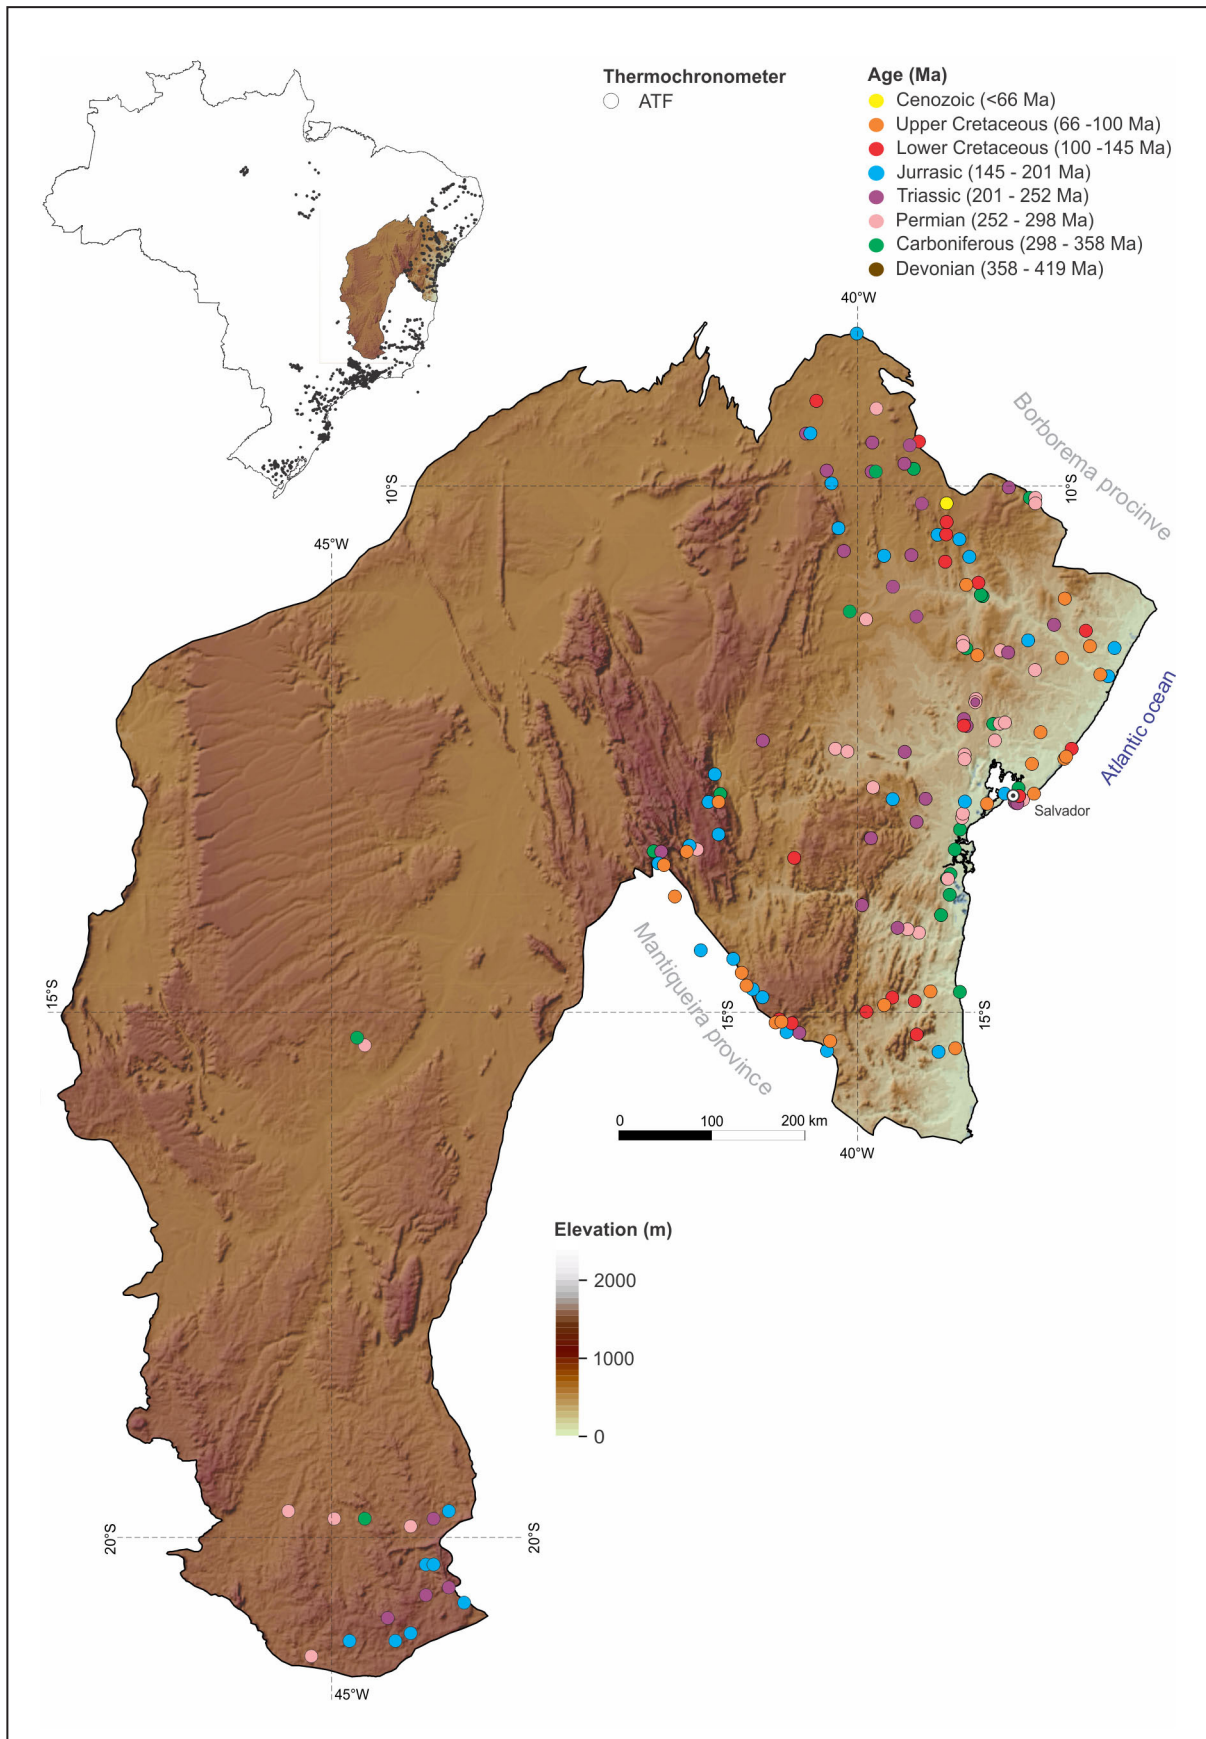 Thermochronometer
ATF
Age (Ma)
Cenozoic (<66 Ma)
Upper Cretaceous (66 -100 Ma)
Lower Cretaceous (100 -145 Ma)
Jurrasic (145 - 201 Ma)
Triassic (201 - 252 Ma)
Permian (252 - 298 Ma)
Carboniferous (298 - 358 Ma)
Devonian (358 - 419 Ma)
40°W
Borborema procinve
10°S
10°S
45°W
Atlantic ocean
Salvador
Mantiqueira province
15°S
15°S
15°S
0 100 200 km
40°W
Elevation (m)
2000
1000
0
20°S
20°S
45°W